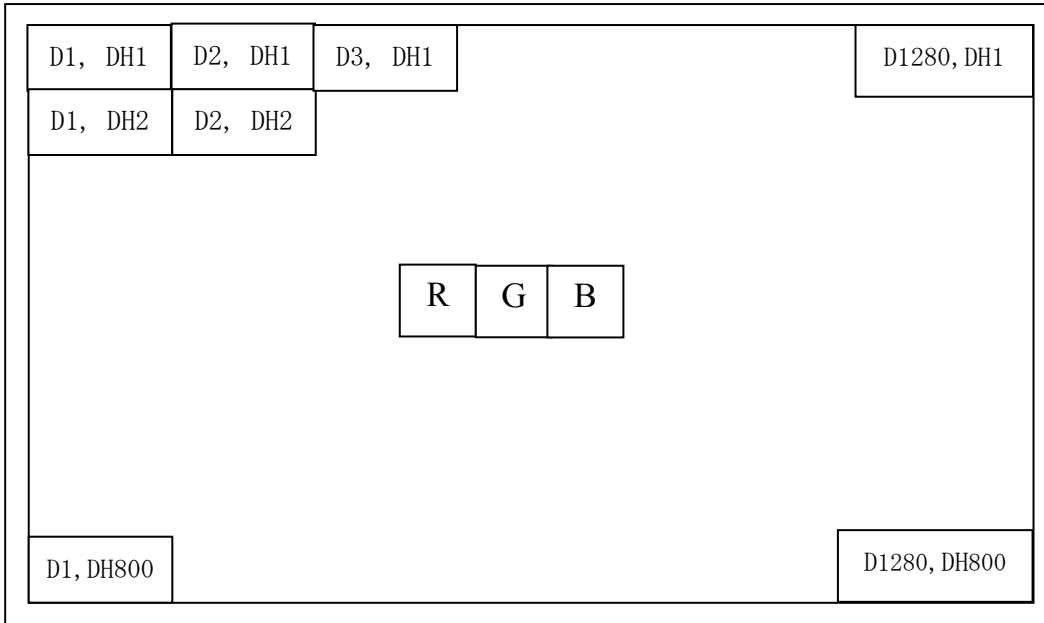 D1, DH1 D2, DH1 D3, DH1 D1280,DH1
D1, DH2 D2, DH2
R G B
D1,DH800 D1280,DH800